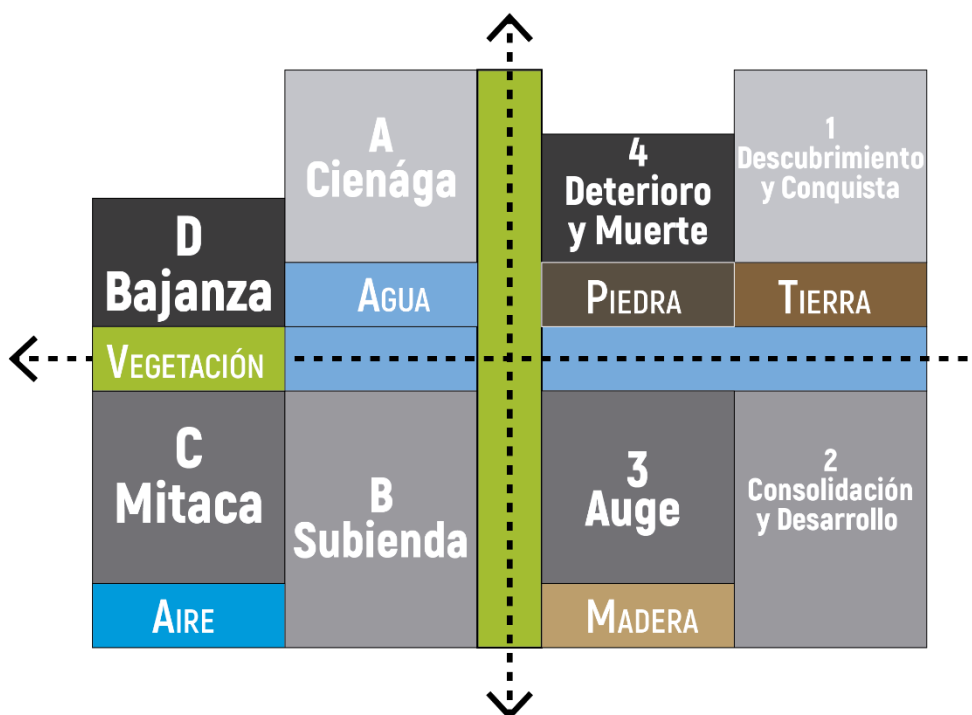 A
Cienága
AGUA
D
Bajanza
VEGETACIÓN
C
Mitaca
AIRE
B
Subienda
4
Deterioro
y Muerte
PIEDRA
1
Descubrimiento
y Conquista
TIERRA
3
Auge
MADERA
2
Consolidación
y Desarrollo